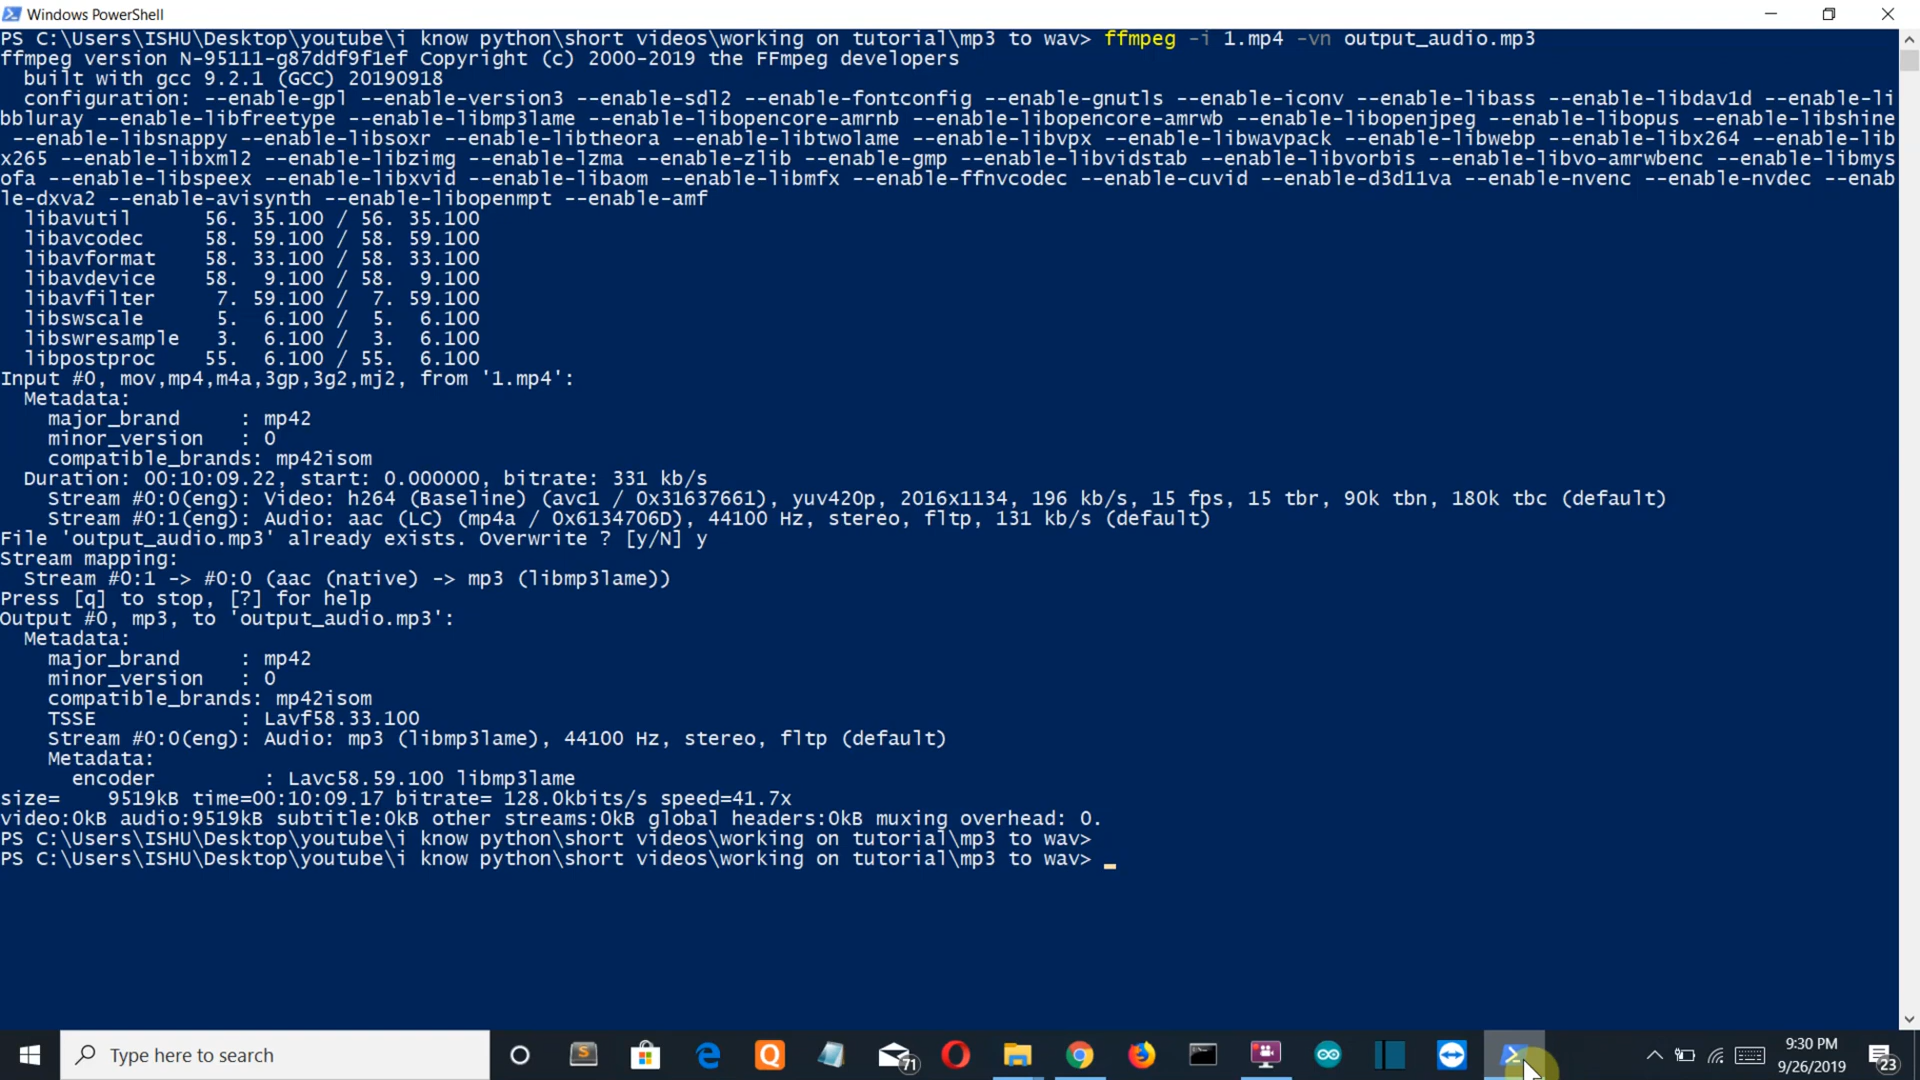 Windows PowerShell
PS C:\Users\ISHU\Desktop\youtube\i know python\short videos\working on tutorial\mp3 to wav> ffmpeg -i 1.mp4 -vn output_audio.mp3
ffmpeg version N-95111-g87ddf9f1ef Copyright (c) 2000-2019 the FFmpeg developers
  built with gcc 9.2.1 (GCC) 20190918
  configuration: --enable-gpl --enable-version3 --enable-sdl2 --enable-fontconfig --enable-gnutls --enable-iconv --enable-libass --enable-libdav1d --enable-li
bbluray --enable-libfreetype --enable-libmp3lame --enable-libopencore-amrnb --enable-libopencore-amrwb --enable-libopenjpeg --enable-libopus --enable-libshine
 --enable-libsnappy --enable-libsoxr --enable-libtheora --enable-libtwolame --enable-libvpx --enable-libwavpack --enable-libwebp --enable-libx264 --enable-lib
x265 --enable-libxml2 --enable-libzimg --enable-lzma --enable-zlib --enable-gmp --enable-libvidstab --enable-libvorbis --enable-libvo-amrwbenc --enable-libmys
ofa --enable-libspeex --enable-libxvid --enable-libaom --enable-libmfx --enable-ffnvcodec --enable-cuvid --enable-d3d11va --enable-nvenc --enable-nvdec --enab
le-dxva2 --enable-avisynth --enable-libopenmpt --enable-amf
  libavutil      56. 35.100 / 56. 35.100
  libavcodec     58. 59.100 / 58. 59.100
  libavformat    58. 33.100 / 58. 33.100
  libavdevice    58.  9.100 / 58.  9.100
  libavfilter     7. 59.100 /  7. 59.100
  libswscale      5.  6.100 /  5.  6.100
  libswresample   3.  6.100 /  3.  6.100
  libpostproc    55.  6.100 / 55.  6.100
Input #0, mov,mp4,m4a,3gp,3g2,mj2, from '1.mp4':
  Metadata:
    major_brand     : mp42
    minor_version   : 0
    compatible_brands: mp42isom
  Duration: 00:10:09.22, start: 0.000000, bitrate: 331 kb/s
    Stream #0:0(eng): Video: h264 (Baseline) (avc1 / 0x31637661), yuv420p, 2016x1134, 196 kb/s, 15 fps, 15 tbr, 90k tbn, 180k tbc (default)
    Stream #0:1(eng): Audio: aac (LC) (mp4a / 0x6134706D), 44100 Hz, stereo, fltp, 131 kb/s (default)
File 'output_audio.mp3' already exists. Overwrite ? [y/N] y
Stream mapping:
  Stream #0:1 -> #0:0 (aac (native) -> mp3 (libmp3lame))
Press [q] to stop, [?] for help
Output #0, mp3, to 'output_audio.mp3':
  Metadata:
    major_brand     : mp42
    minor_version   : 0
    compatible_brands: mp42isom
    TSSE            : Lavf58.33.100
    Stream #0:0(eng): Audio: mp3 (libmp3lame), 44100 Hz, stereo, fltp (default)
    Metadata:
      encoder         : Lavc58.59.100 libmp3lame
size=    9519kB time=00:10:09.17 bitrate= 128.0kbits/s speed=41.7x
video:0kB audio:9519kB subtitle:0kB other streams:0kB global headers:0kB muxing overhead: 0.
PS C:\Users\ISHU\Desktop\youtube\i know python\short videos\working on tutorial\mp3 to wav>
PS C:\Users\ISHU\Desktop\youtube\i know python\short videos\working on tutorial\mp3 to wav> _
Type here to search
71
9:30 PM
9/26/2019
23